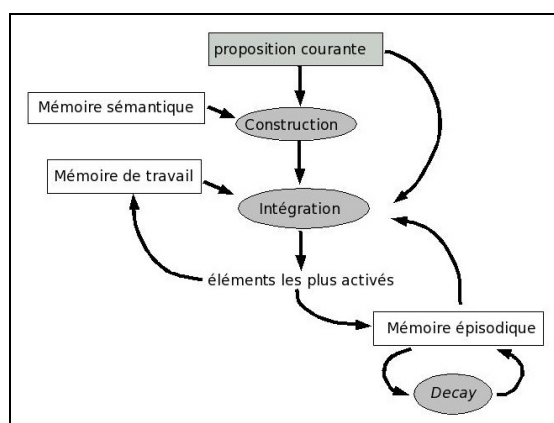 proposition courante
Mémoire sémantique
Construction
Mémoire de travail
Intégration
éléments les plus activés
Mémoire épisodique
Decay